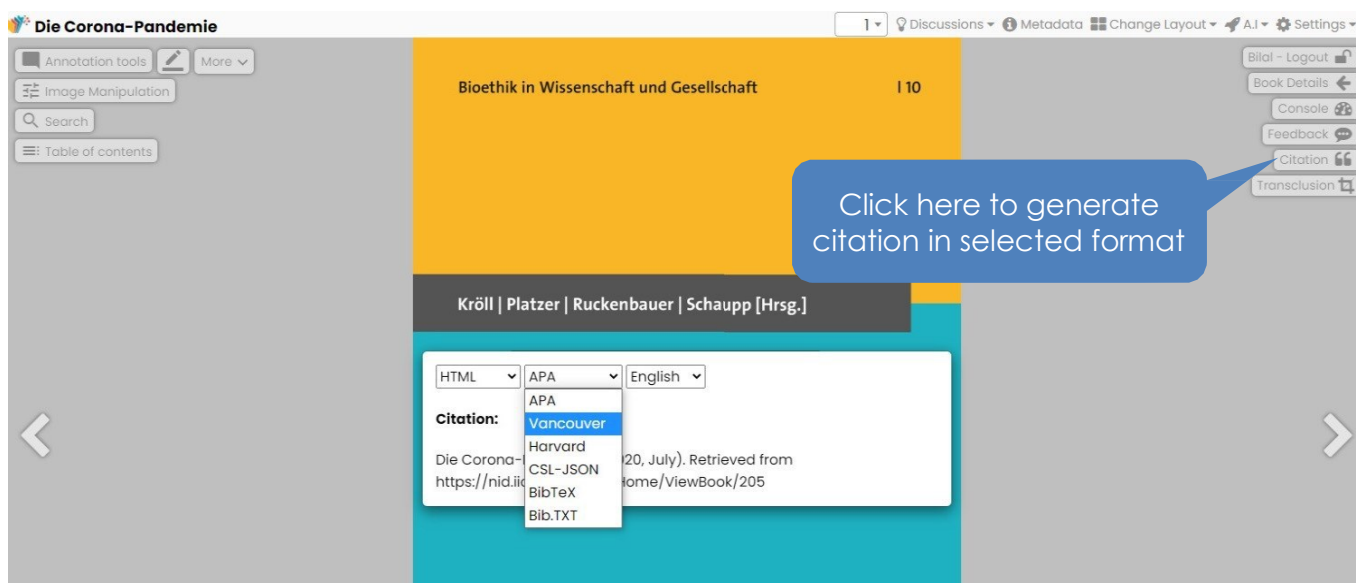 Die Corona-Pandemie
1 Discussions Metadata Change Layout A.I Settings
Annotation tools More
Image Manipulation
Search
Table of contents
Bilal - Logout
Book Details
Console
Feedback
Citation
Transclusion
Bioethik in Wissenschaft und Gesellschaft | 10
Click here to generate
citation in selected format
Kröll | Platzer | Ruckenbauer | Schaupp [Hrsg.]
HTML APA English
APA
Vancouver
Harvard
CSL-JSON
BibTeX
Bib.TXT
Citation:
Die Corona- 20, July). Retrieved from
https://nid.ii Home/ViewBook/205